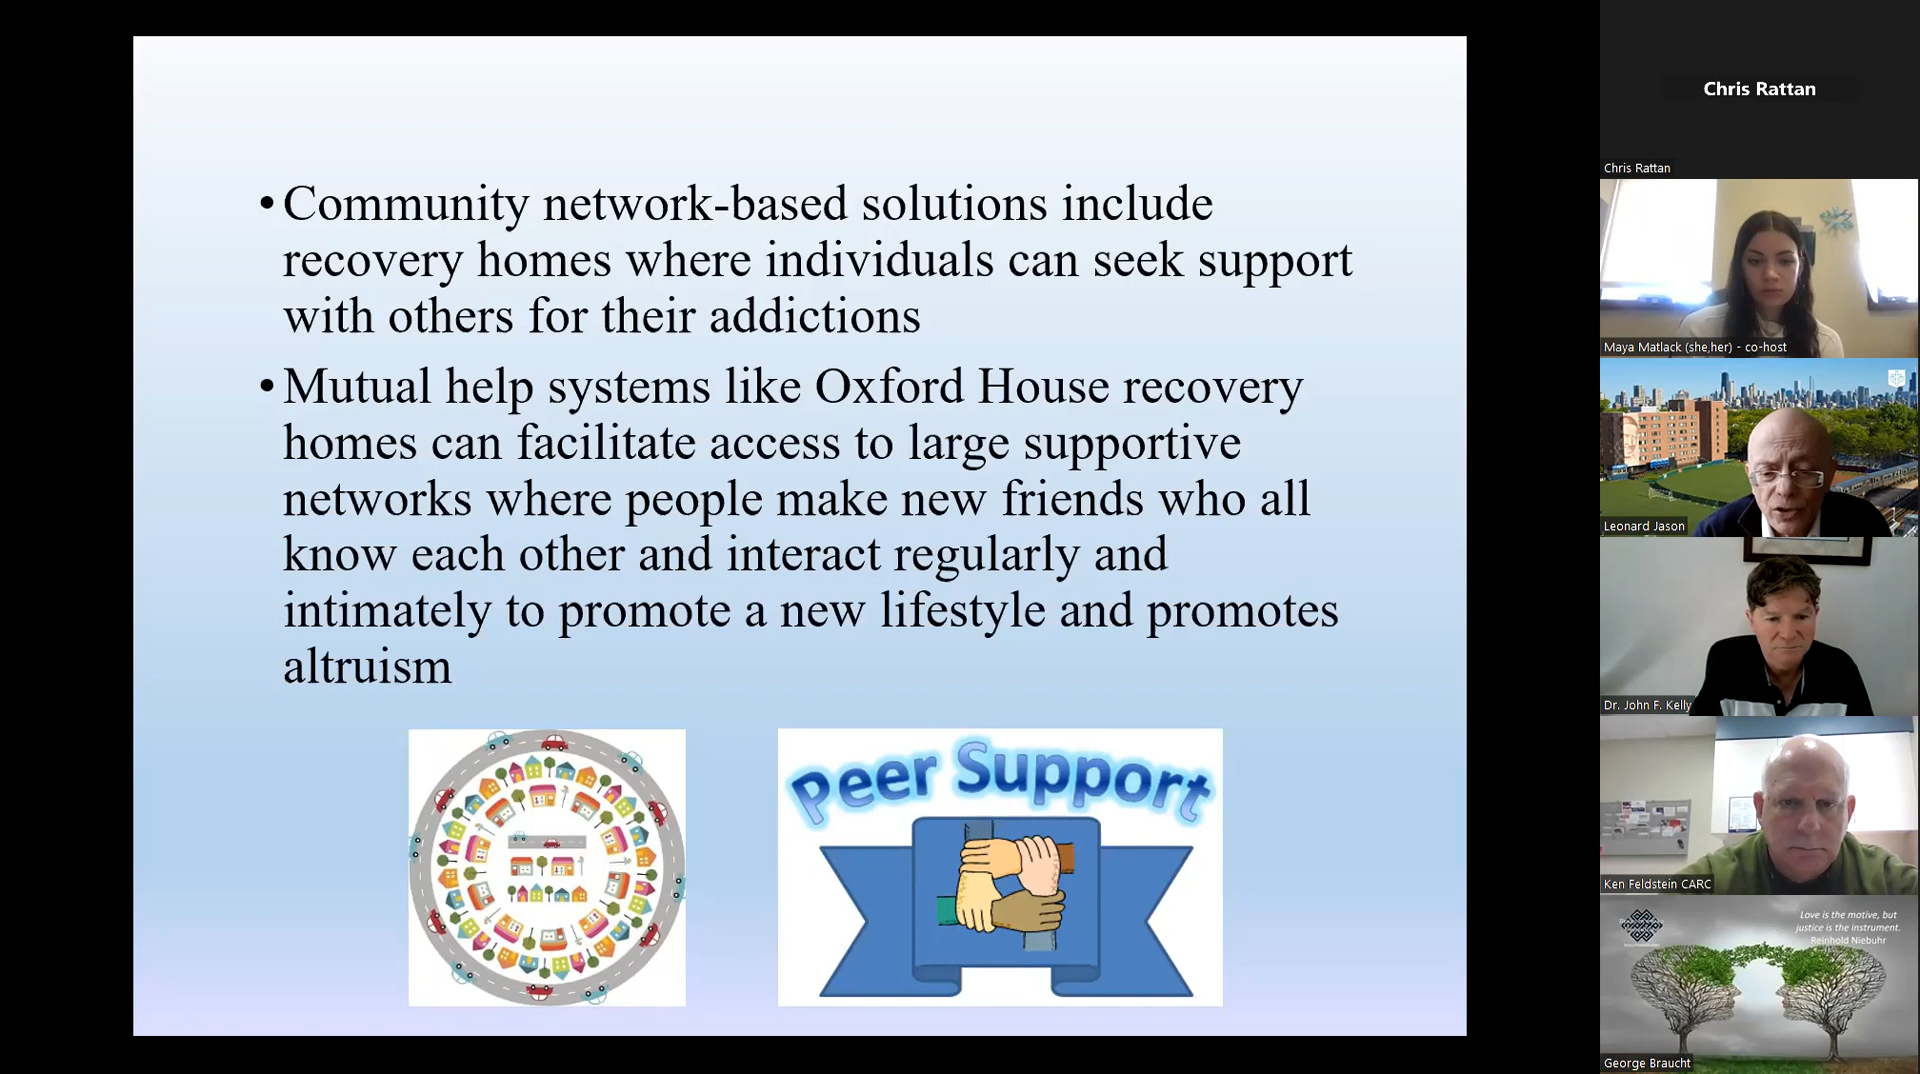 • Community network-based solutions include
recovery homes where individuals can seek support
with others for their addictions
• Mutual help systems like Oxford House recovery
homes can facilitate access to large supportive
networks where people make new friends who all
know each other and interact regularly and
intimately to promote a new lifestyle and promotes
altruism
Peer Support
Chris Rattan
Chris Rattan
Maya Matlack (she,her) - co-host
Leonard Jason
Dr. John F. Kelly
Ken Feldstein CARC
Love is the motive, but
justice is the instrument.
Reinhold Niebuhr
George Braucht